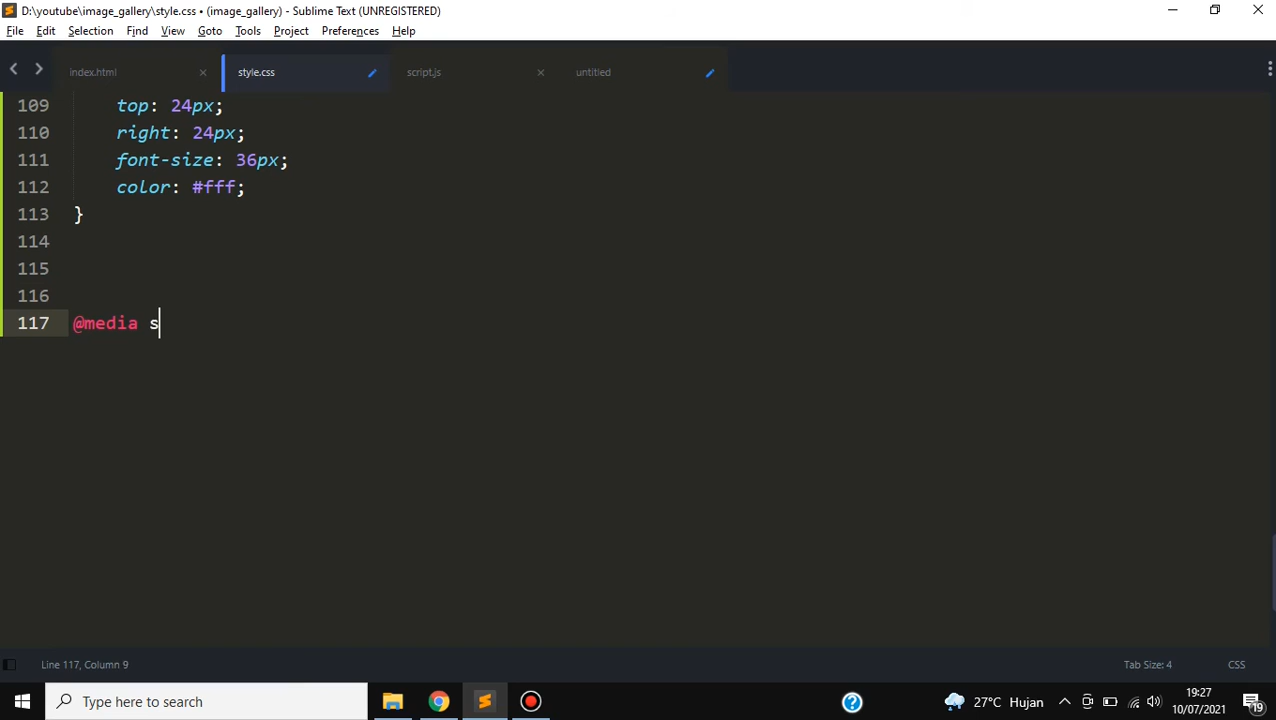 D:\youtube\image_gallery\style.css • (image_gallery) - Sublime Text (UNREGISTERED)
File Edit Selection Find View Goto Tools Project Preferences Help
index.html style.css script.js untitled
109 top: 24px;
110 right: 24px;
111 font-size: 36px;
112 color: #fff;
113 }
114
115
116
117 @media s
Line 117, Column 9 Tab Size: 4 CSS
Type here to search 27°C Hujan 19:27
10/07/2021 19